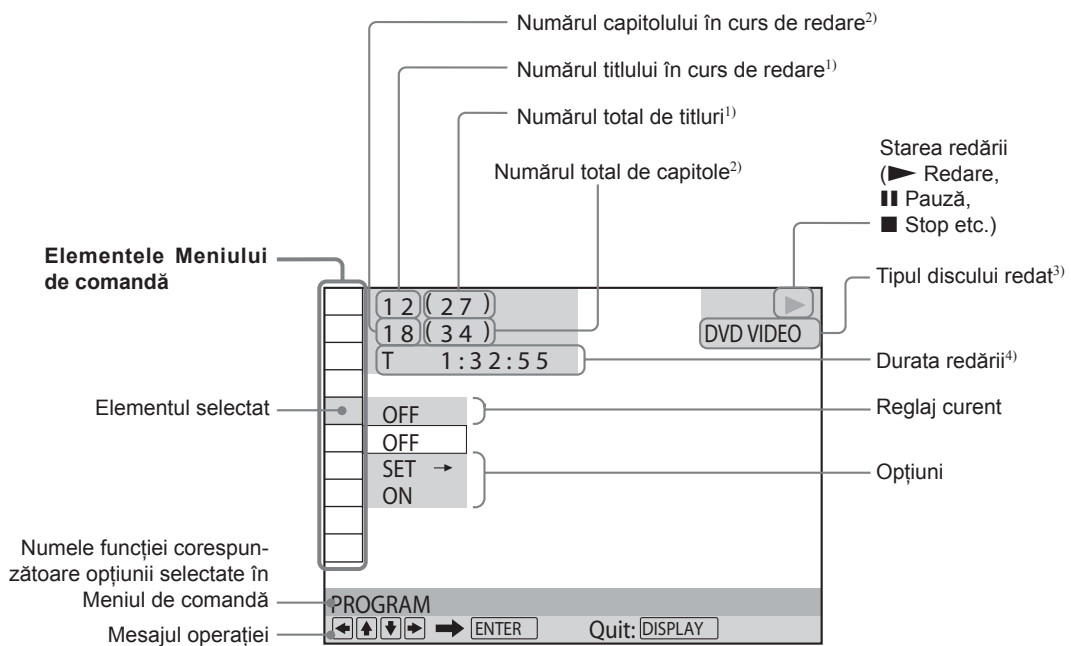 Numărul capitolului în curs de redare2)
Numărul titlului în curs de redare1)
Numărul total de titluri1)
Numărul total de capitole2)
Starea redării
(► Redare,
❚❚ Pauză,
■ Stop etc.)
Elementele Meniului
de comandă
Tipul discului redat3)
12(27)
18(34)
DVD VIDEO
T 1:32:55
Durata redării4)
Elementul selectat
OFF
Reglaj curent
OFF
SET →
ON
Opțiuni
Numele funcției corespun-
zătoare opțiunii selectate în
Meniul de comandă
PROGRAM
Mesajul operației
←↑↓→ → ENTER Quit: DISPLAY